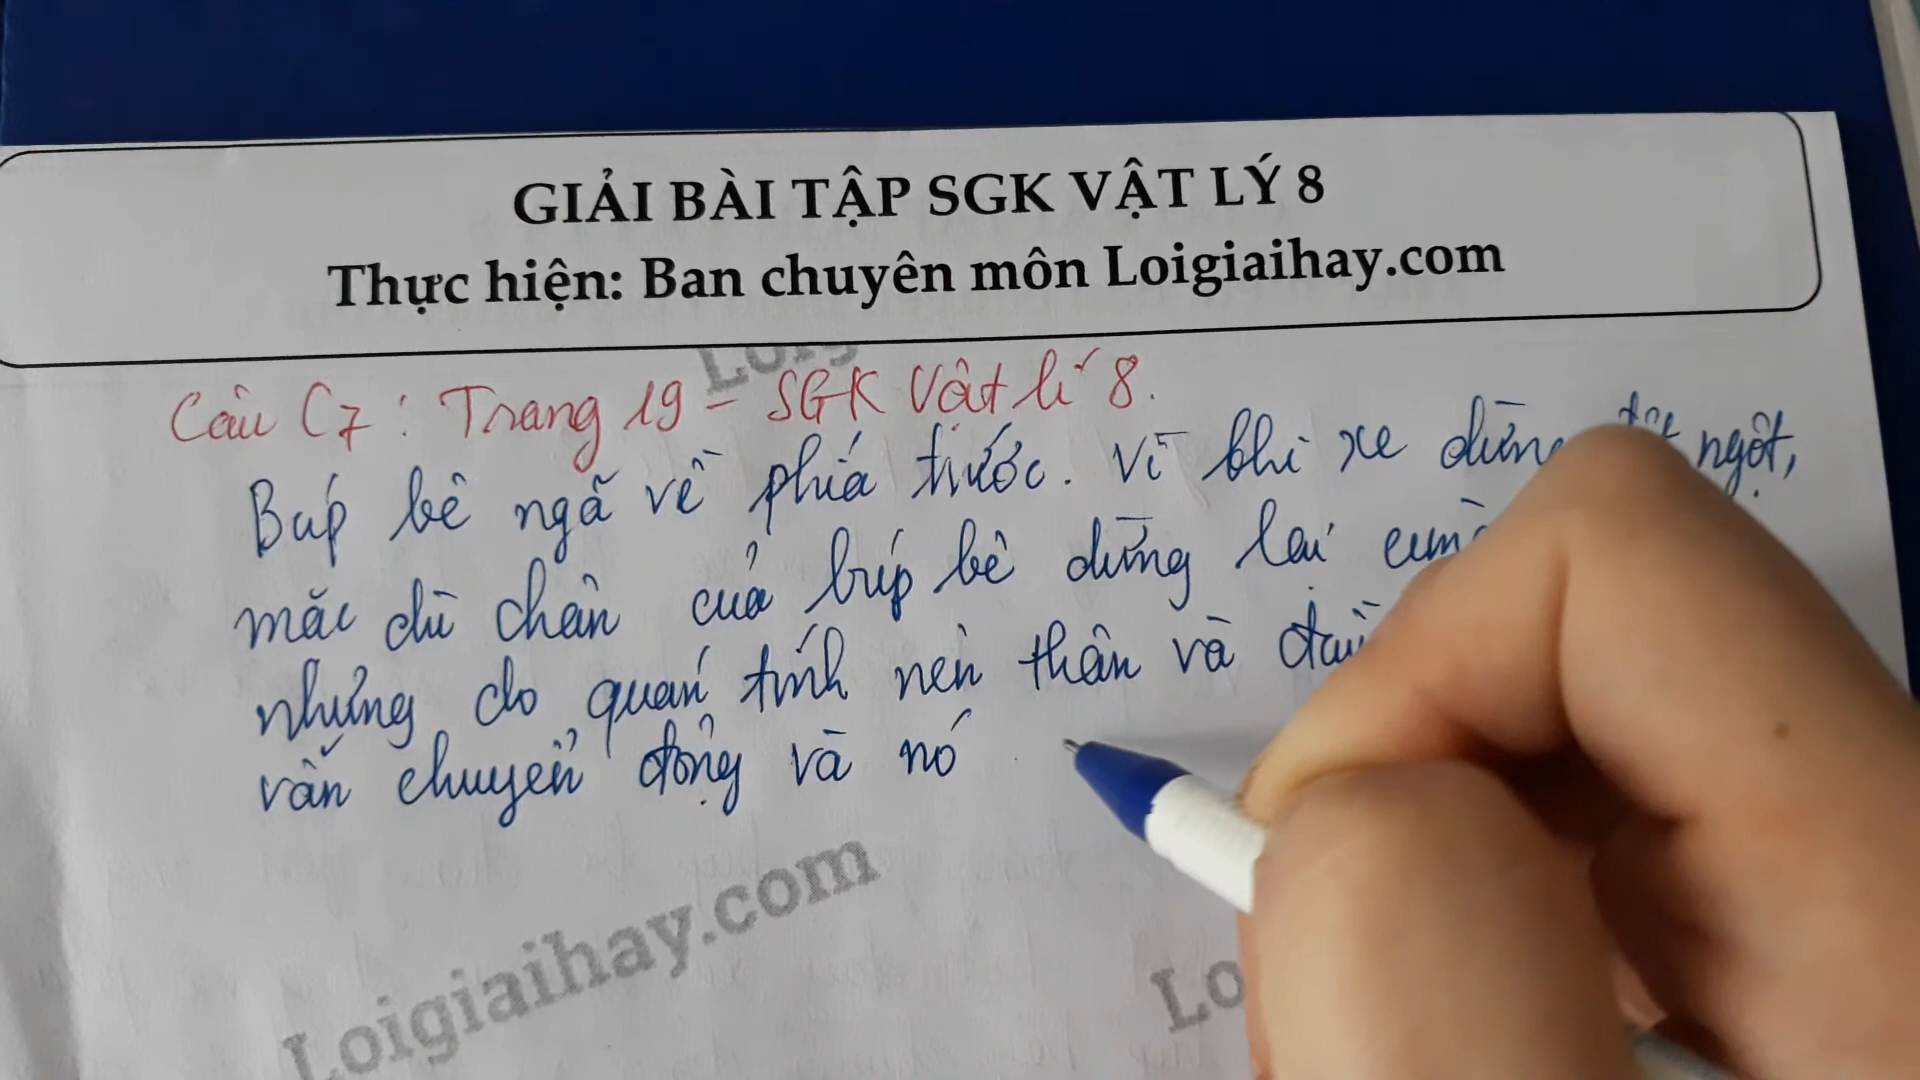 GIẢI BÀI TẬP SGK VẬT LÝ 8
Thực hiện: Ban chuyên môn Loigiaihay.com
Câu C7: Trang 19 - SGK Vật lí 8.
Búp bê ngã về phía trước. Vì khi xe dừng đột ngột,
mặc dù chân của búp bê dừng lại
nhưng do quán tính nên thân và
vẫn chuyển động và nó
Loigiaihay.com